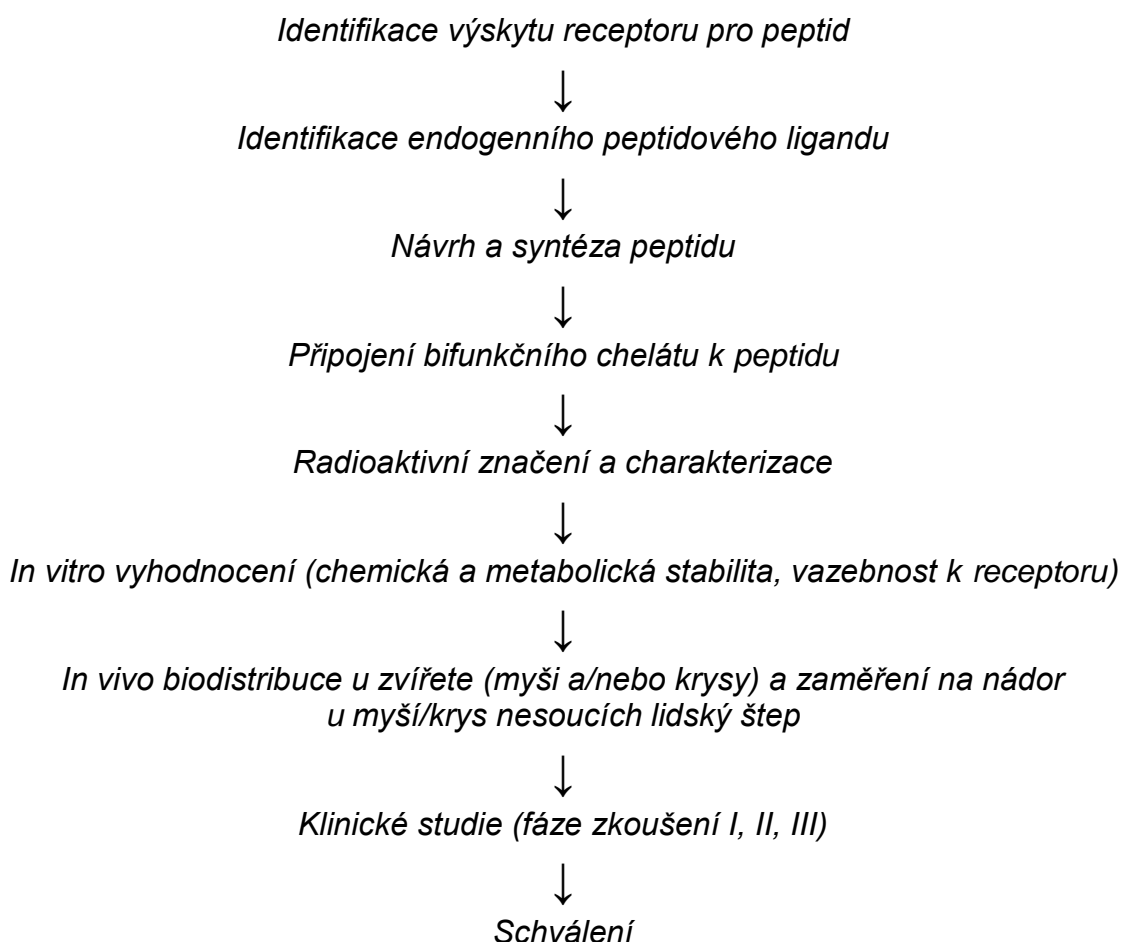 Identifikace výskytu receptoru pro peptid
↓
Identifikace endogenního peptidového ligandu
↓
Návrh a syntéza peptidu
↓
Připojení bifunkčního chelátu k peptidu
↓
Radioaktivní značení a charakterizace
↓
In vitro vyhodnocení (chemická a metabolická stabilita, vazebnost k receptoru)
↓
In vivo biodistribuce u zvířete (myši a/nebo krysy) a zaměření na nádor
u myší/krys nesoucích lidský štep
↓
Klinické studie (fáze zkoušení I, II, III)
↓
Schválení